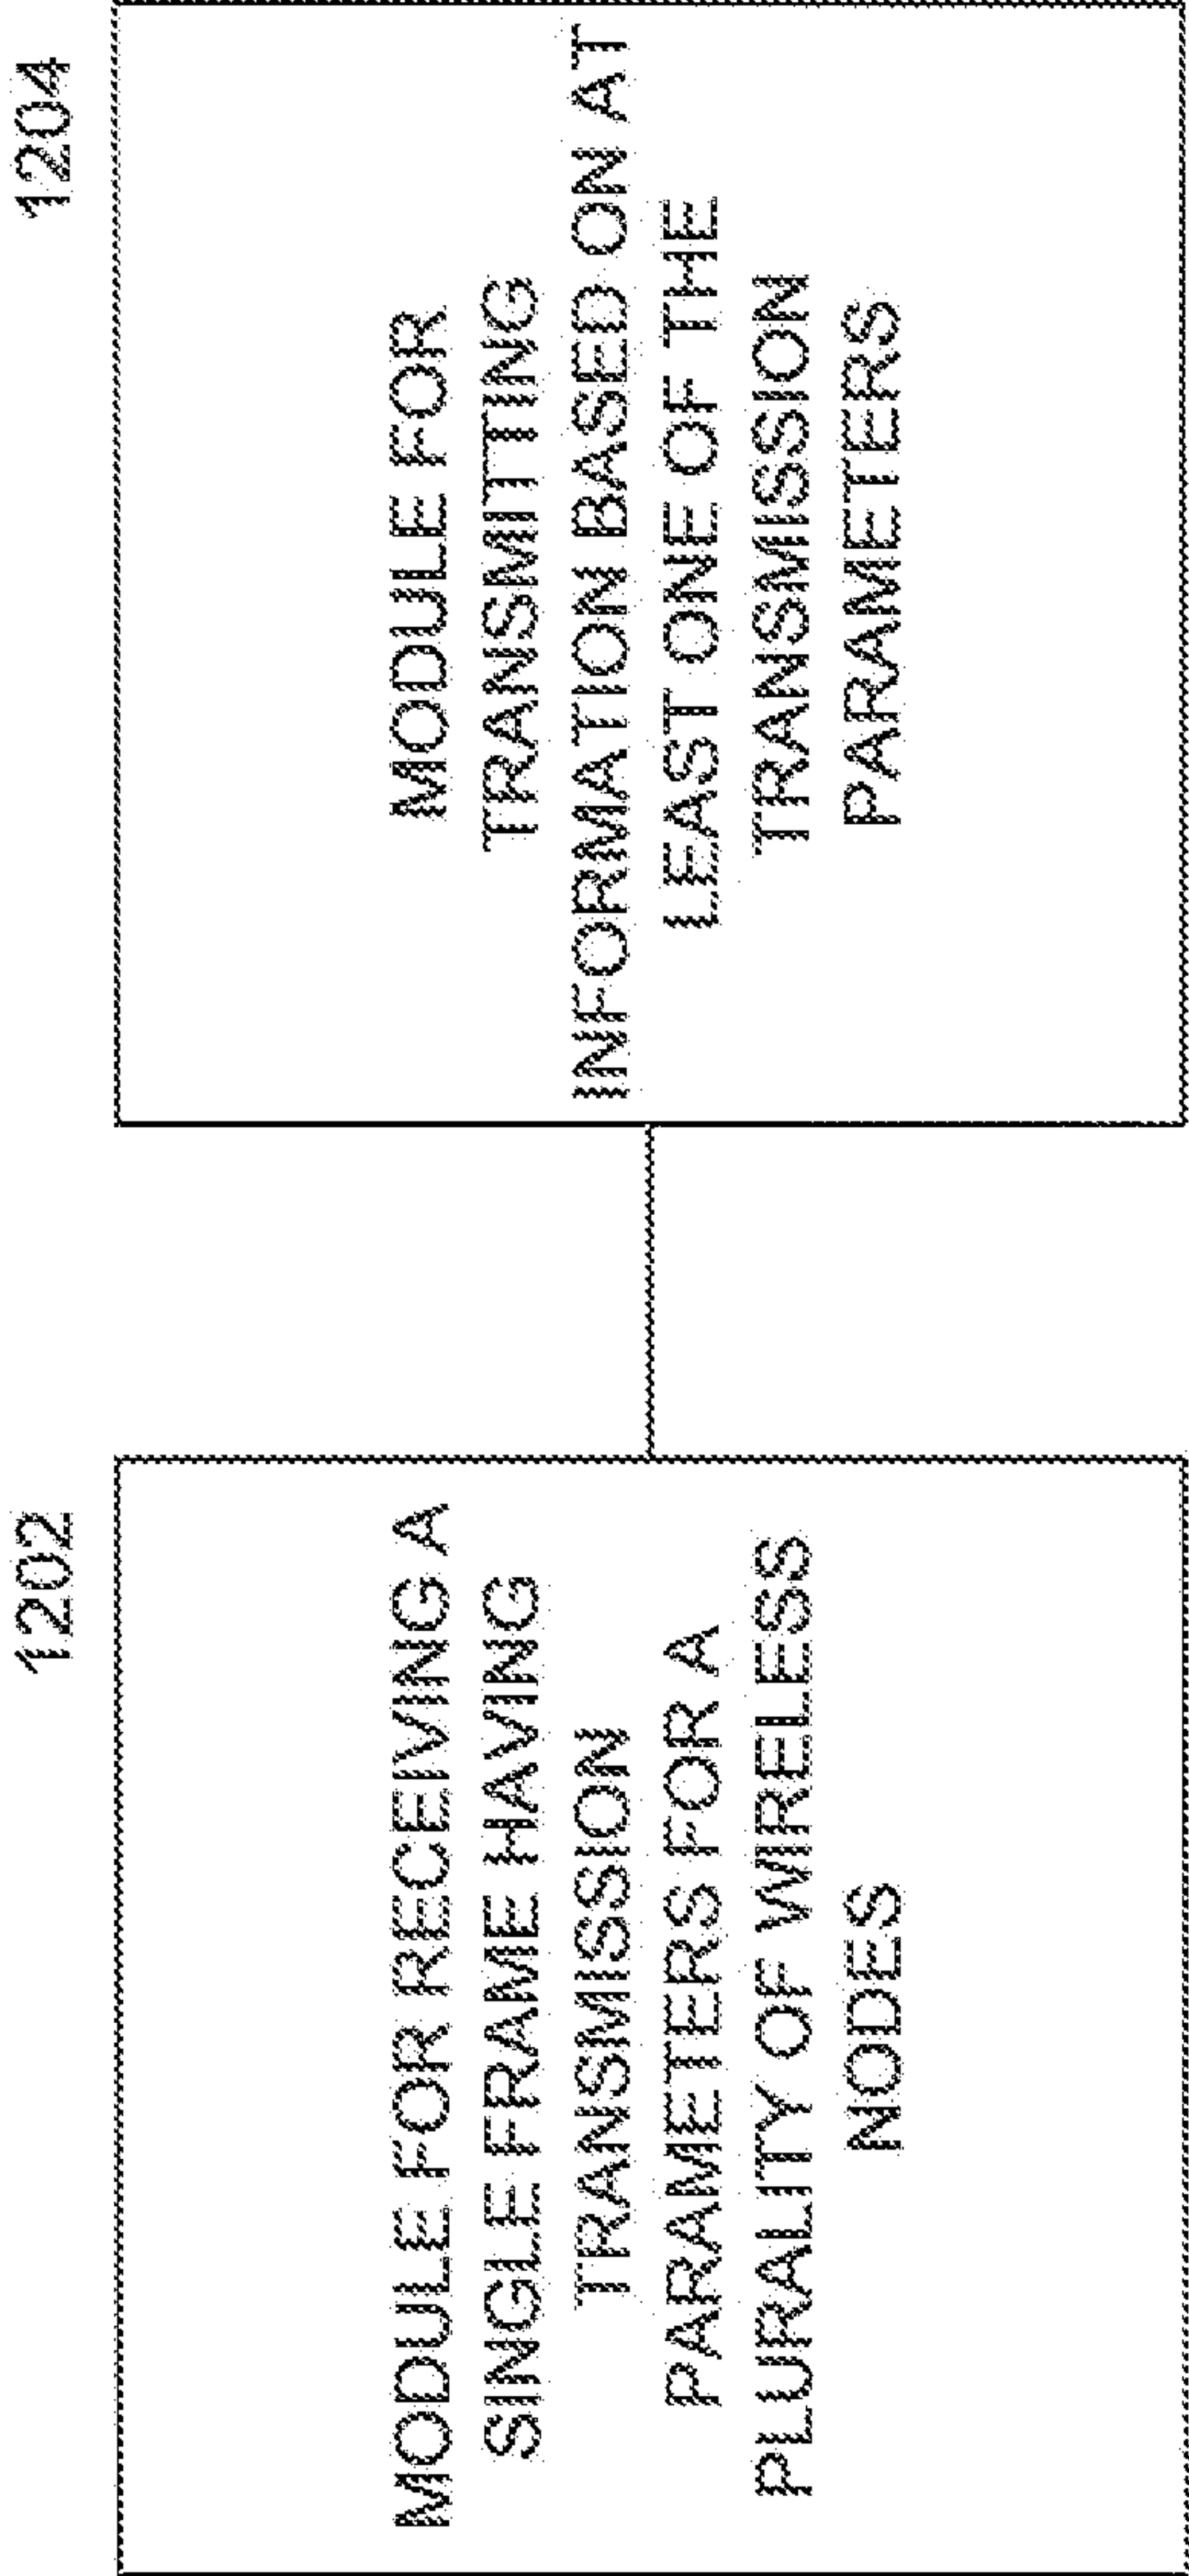 1202
MODULE FOR RECEIVING A
SINGLE FRAME HAVING
TRANSMISSION
PARAMETERS FOR A
PLURALITY OF WIRELESS
NODES
1204
MODULE FOR
TRANSMITTING
INFORMATION BASED ON AT
LEAST ONE OF THE
TRANSMISSION
PARAMETERS